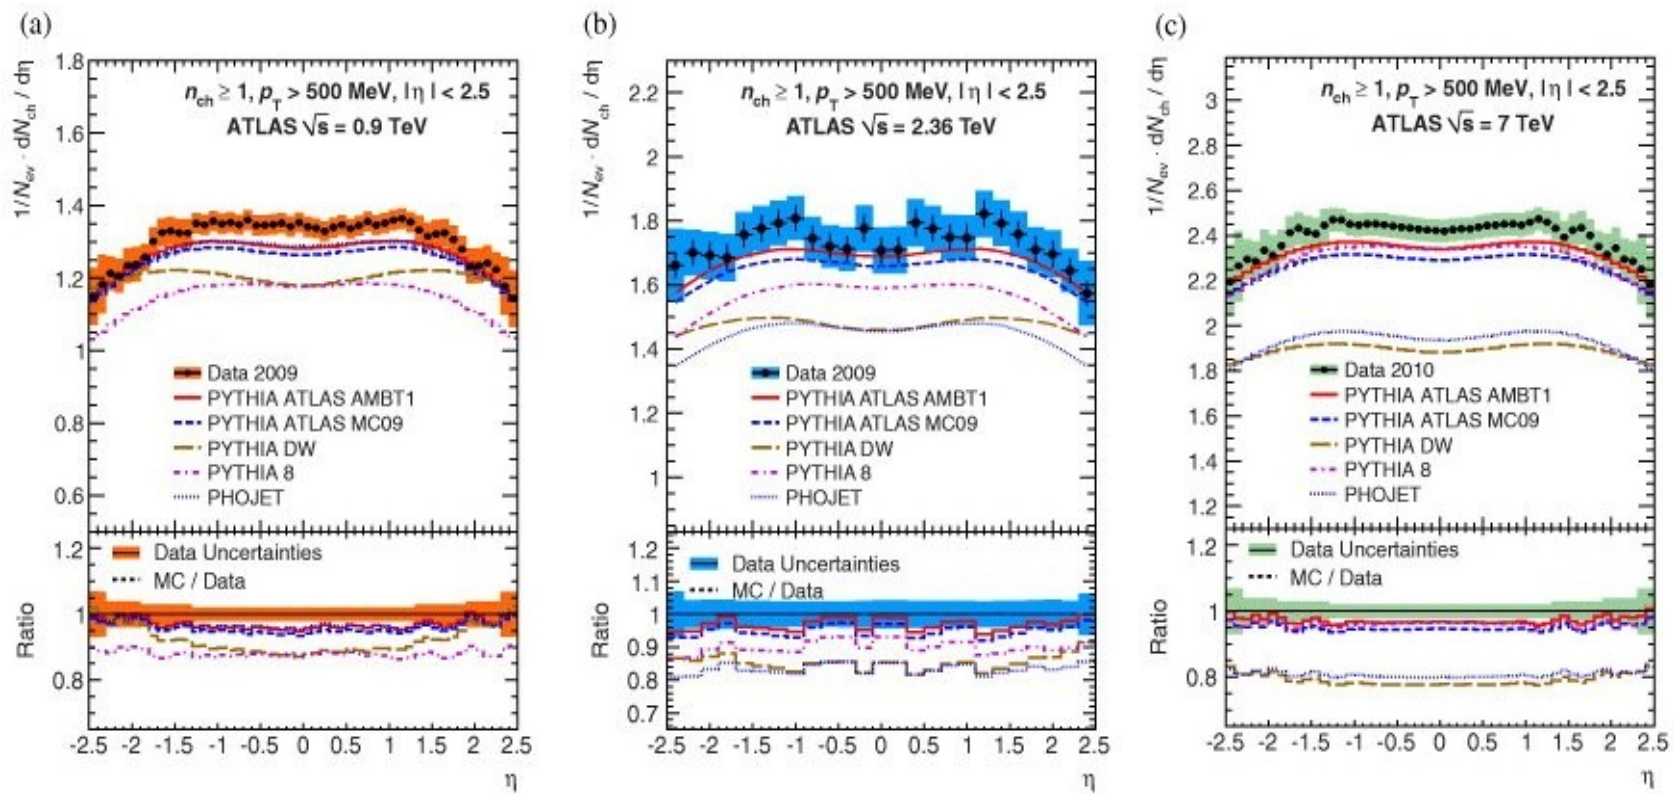 (a)
1/N_ev · dN_ch / dη
1.8
1.6
1.4
1.2
1
0.8
0.6
n_ch ≥ 1, p_T > 500 MeV, | η | < 2.5
ATLAS √s = 0.9 TeV
Data 2009
PYTHIA ATLAS AMBT1
PYTHIA ATLAS MC09
PYTHIA DW
PYTHIA 8
PHOJET
Ratio
1.2
1
0.8
Data Uncertainties
MC / Data
-2.5 -2 -1.5 -1 -0.5 0 0.5 1 1.5 2 2.5
η
(b)
1/N_ev · dN_ch / dη
2.2
2
1.8
1.6
1.4
1.2
1
n_ch ≥ 1, p_T > 500 MeV, | η | < 2.5
ATLAS √s = 2.36 TeV
Data 2009
PYTHIA ATLAS AMBT1
PYTHIA ATLAS MC09
PYTHIA DW
PYTHIA 8
PHOJET
Ratio
1.2
1.1
1
0.9
0.8
0.7
Data Uncertainties
MC / Data
-2.5 -2 -1.5 -1 -0.5 0 0.5 1 1.5 2 2.5
η
(c)
1/N_ev · dN_ch / dη
3
2.8
2.6
2.4
2.2
2
1.8
1.6
1.4
1.2
n_ch ≥ 1, p_T > 500 MeV, | η | < 2.5
ATLAS √s = 7 TeV
Data 2010
PYTHIA ATLAS AMBT1
PYTHIA ATLAS MC09
PYTHIA DW
PYTHIA 8
PHOJET
Ratio
1.2
1
0.8
Data Uncertainties
MC / Data
-2.5 -2 -1.5 -1 -0.5 0 0.5 1 1.5 2 2.5
η